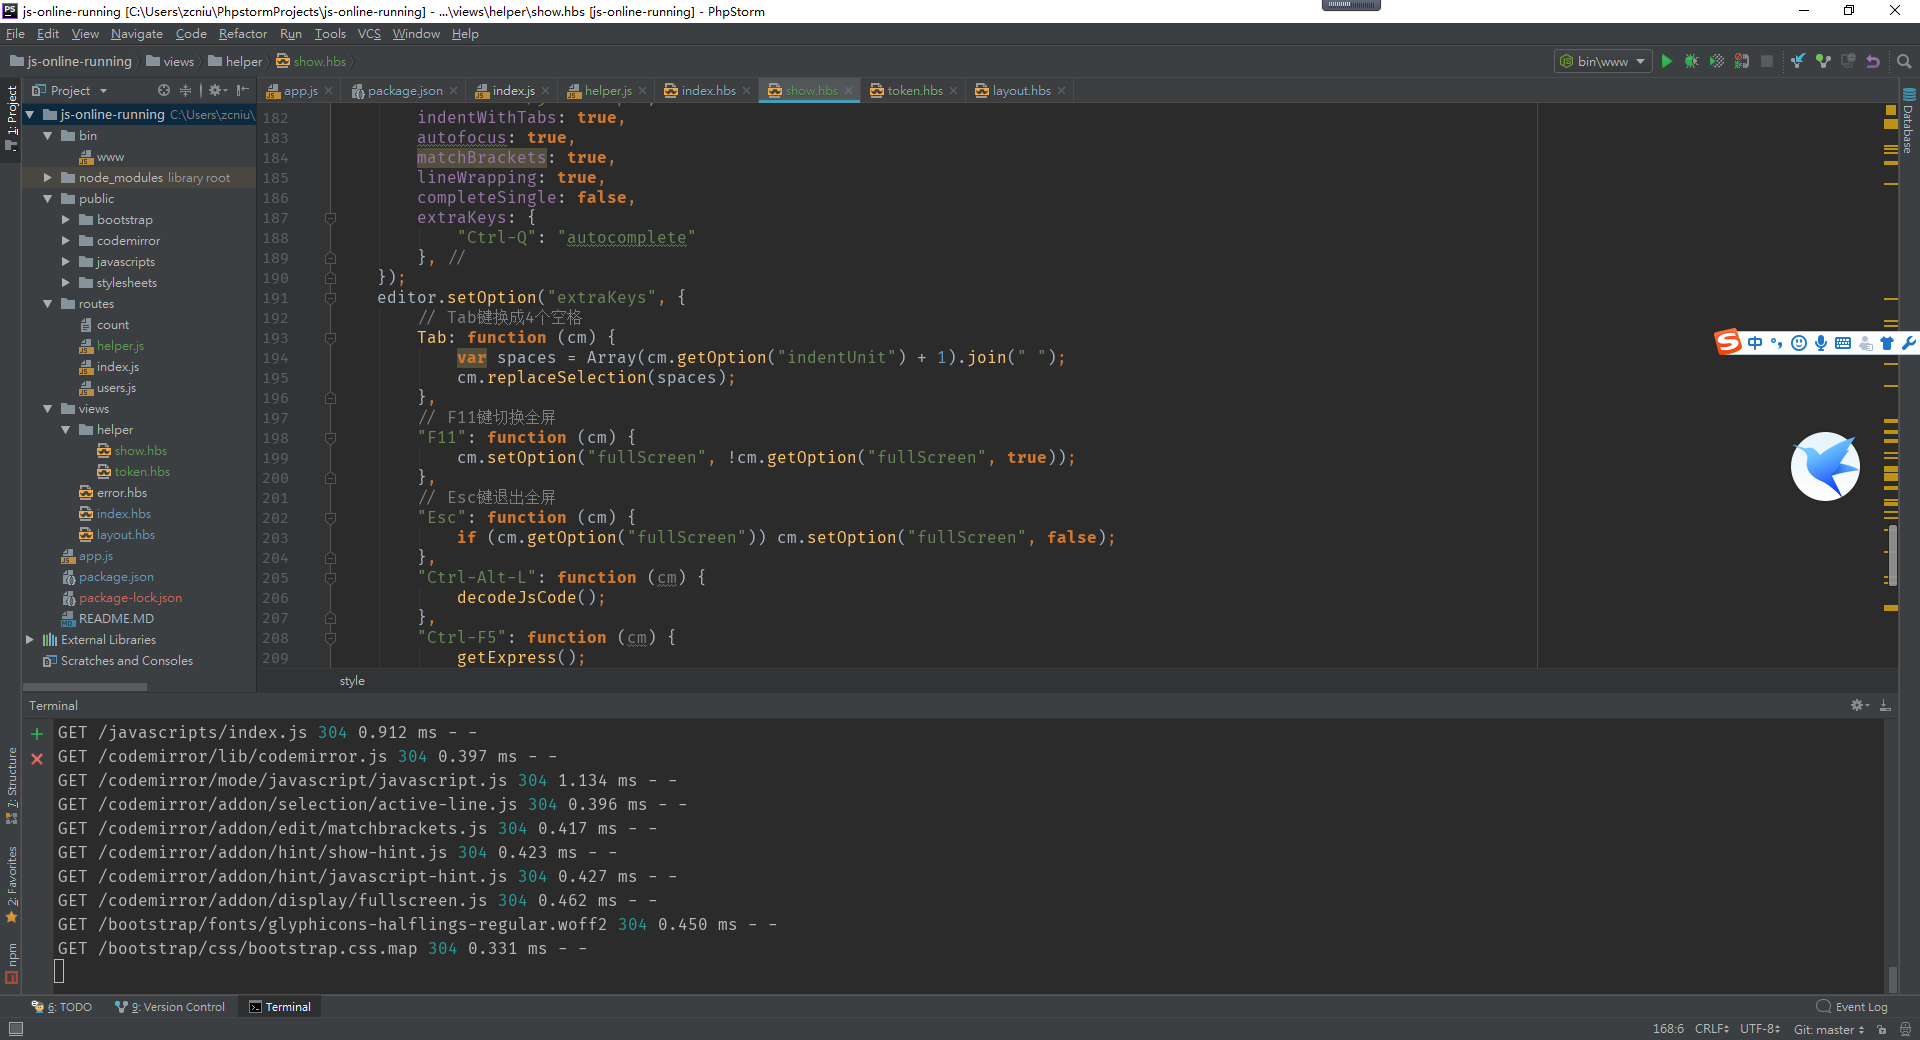 js-online-running [C:\Users\zcniu\PhpstormProjects\js-online-running] - ...\views\helper\show.hbs [js-online-running] - PhpStorm
File Edit View Navigate Code Refactor Run Tools VCS Window Help
js-online-running views helper show.hbs bin\www
Project app.js package.json index.js helper.js index.hbs show.hbs token.hbs layout.hbs
1: Project
7: Structure
2: Favorites
npm
Database
js-online-running C:\Users\zcniu\
bin
www
node_modules library root
public
bootstrap
codemirror
javascripts
stylesheets
routes
count
helper.js
index.js
users.js
views
helper
show.hbs
token.hbs
error.hbs
index.hbs
layout.hbs
app.js
package.json
package-lock.json
README.MD
External Libraries
Scratches and Consoles
182 indentWithTabs: true,
183 autofocus: true,
184 matchBrackets: true,
185 lineWrapping: true,
186 completeSingle: false,
187 extraKeys: {
188 "Ctrl-Q": "autocomplete"
189 }, //
190 });
191 editor.setOption("extraKeys", {
192 // Tab键换成4个空格
193 Tab: function (cm) {
194 var spaces = Array(cm.getOption("indentUnit") + 1).join(" ");
195 cm.replaceSelection(spaces);
196 },
197 // F11键切换全屏
198 "F11": function (cm) {
199 cm.setOption("fullScreen", !cm.getOption("fullScreen", true));
200 },
201 // Esc键退出全屏
202 "Esc": function (cm) {
203 if (cm.getOption("fullScreen")) cm.setOption("fullScreen", false);
204 },
205 "Ctrl-Alt-L": function (cm) {
206 decodeJsCode();
207 },
208 "Ctrl-F5": function (cm) {
209 getExpress();
style
中
Terminal
GET /javascripts/index.js 304 0.912 ms - -
GET /codemirror/lib/codemirror.js 304 0.397 ms - -
GET /codemirror/mode/javascript/javascript.js 304 1.134 ms - -
GET /codemirror/addon/selection/active-line.js 304 0.396 ms - -
GET /codemirror/addon/edit/matchbrackets.js 304 0.417 ms - -
GET /codemirror/addon/hint/show-hint.js 304 0.423 ms - -
GET /codemirror/addon/hint/javascript-hint.js 304 0.427 ms - -
GET /codemirror/addon/display/fullscreen.js 304 0.462 ms - -
GET /bootstrap/fonts/glyphicons-halflings-regular.woff2 304 0.450 ms - -
GET /bootstrap/css/bootstrap.css.map 304 0.331 ms - -
6: TODO 9: Version Control Terminal Event Log
168:6 CRLF UTF-8 Git: master